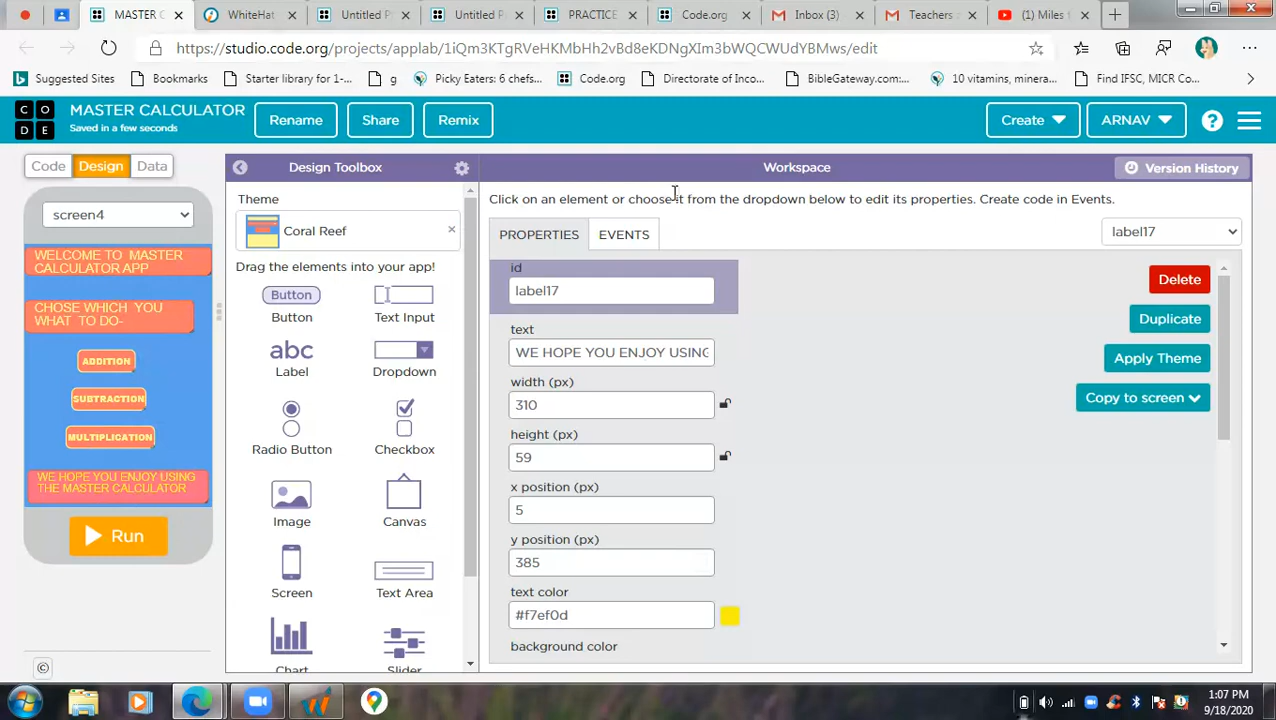 MASTER CA
WhiteHat
Untitled P
Untitled P
PRACTICE
Code.org
Inbox (3)
Teachers a
(1) Miles f
https://studio.code.org/projects/applab/1iQm3KTgRVeHKMbHh2vBd8eKDNgXIm3bWQCWUdYBMws/edit
Suggested Sites
Bookmarks
Starter library for 1-...
g
Picky Eaters: 6 chefs...
Code.org
Directorate of Inco...
BibleGateway.com:...
10 vitamins, minera...
Find IFSC, MICR Co...
C O
D E
MASTER CALCULATOR
Saved in a few seconds
Rename
Share
Remix
Create
ARNAV
Code
Design
Data
Design Toolbox
Workspace
Version History
screen4
Theme
Coral Reef
Click on an element or choose it from the dropdown below to edit its properties. Create code in Events.
PROPERTIES
EVENTS
label17
WELCOME TO MASTER
CALCULATOR APP
CHOSE WHICH YOU
WHAT TO DO-
ADDITION
SUBTRACTION
MULTIPLICATION
WE HOPE YOU ENJOY USING
THE MASTER CALCULATOR
Run
Drag the elements into your app!
Button
Button
Text Input
abc
Label
Dropdown
Radio Button
Checkbox
Image
Canvas
Screen
Text Area
Chart
Slider
id
label17
text
WE HOPE YOU ENJOY USING
width (px)
310
height (px)
59
x position (px)
5
y position (px)
385
text color
#f7ef0d
background color
Delete
Duplicate
Apply Theme
Copy to screen
1:07 PM
9/18/2020